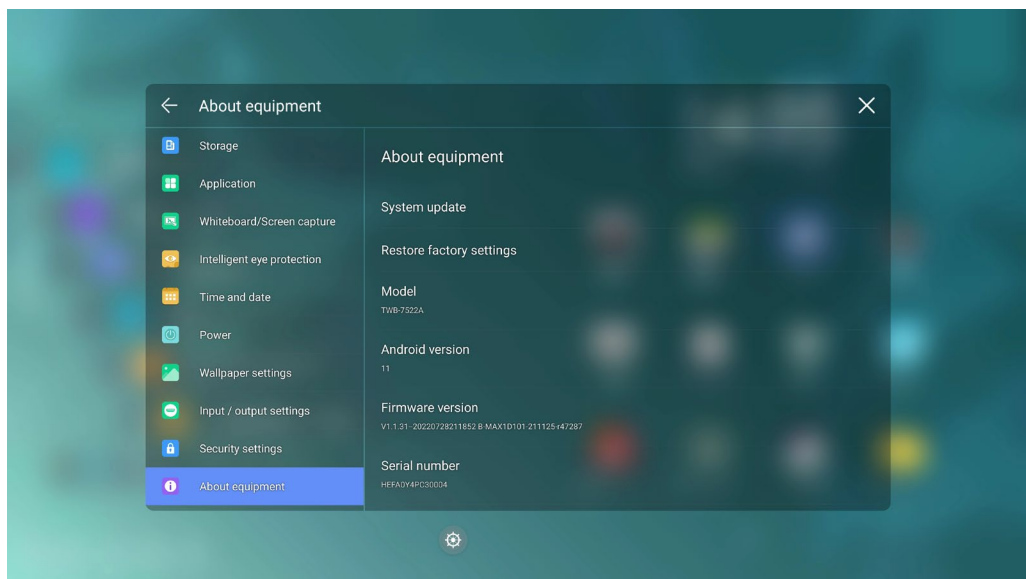 About equipment
Storage
Application
Whiteboard/Screen capture
Intelligent eye protection
Time and date
Power
Wallpaper settings
Input / output settings
Security settings
About equipment
About equipment
System update
Restore factory settings
Model
TWB-7522A
Android version
11
Firmware version
V1.1.31--20220728211852 B-MAX1D101-211125-r47287
Serial number
HEFA0Y4PC30004